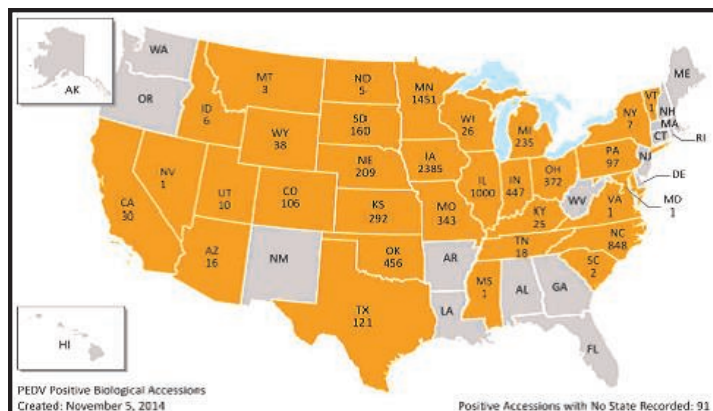 WA
ME
AK
MT
3
ND
5
MN
1451
VT
1
OR
ID
6
NH
MA
CT
RI
NY
7
WI
26
MI
235
SD
160
WY
38
IA
2385
PA
97
NJ
NE
209
DE
NV
1
IL
1000
IN
447
OH
372
MD
1
CA
30
UT
10
CO
106
WV
VA
1
KS
292
MO
343
KY
25
NC
848
TN
18
AZ
16
NM
OK
456
AR
SC
2
MS
1
AL
GA
TX
121
LA
HI
FL
PEDV Positive Biological Accessions
Created: November 5, 2014
Positive Accessions with No State Recorded: 91